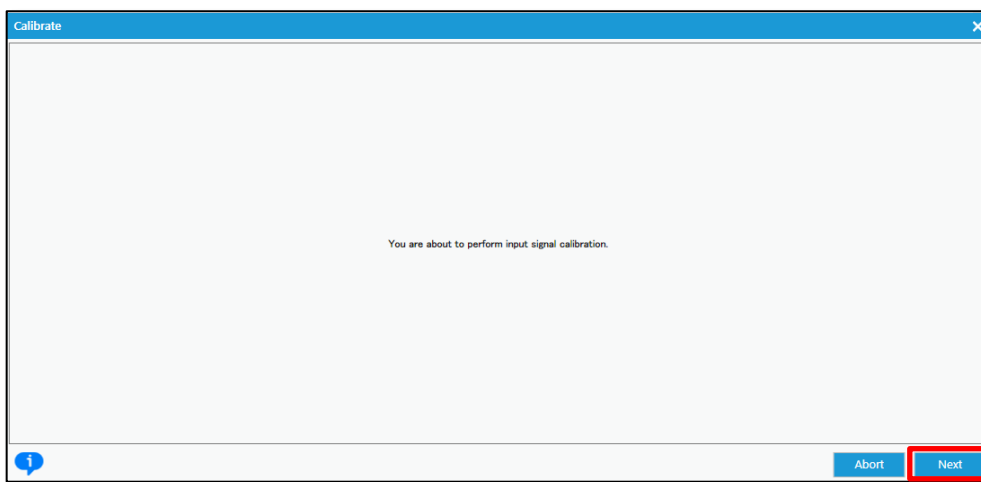 Calibrate
You are about to perform input signal calibration.
Abort
Next